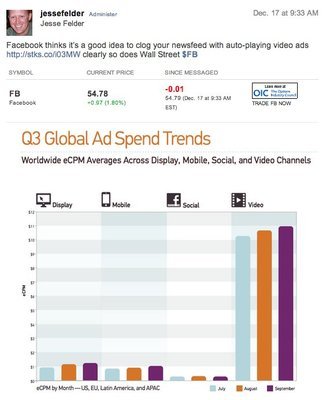 jessefelder Administer Dec. 17 at 9:33 AM
Jesse Felder
Facebook thinks it's a good idea to clog your newsfeed with auto-playing video ads
http://stks.co/i03MW clearly so does Wall Street $FB
SYMBOL CURRENT PRICE SINCE MESSAGED
FB 54.78 -0.01
Facebook +0.97 (1.80%) 54.79 (Dec. 17 at 9:33 AM
EST)
OIC The Options
Industry Council
TRADE FB NOW
Q3 Global Ad Spend Trends
Worldwide eCPM Averages Across Display, Mobile, Social, and Video Channels
Display Mobile Social Video
$12
$11
$10
$9
$8
$7
$6
$5
$4
$3
$2
$1
$0
eCPM
eCPM by Month — US, EU, Latin America, and APAC July August September